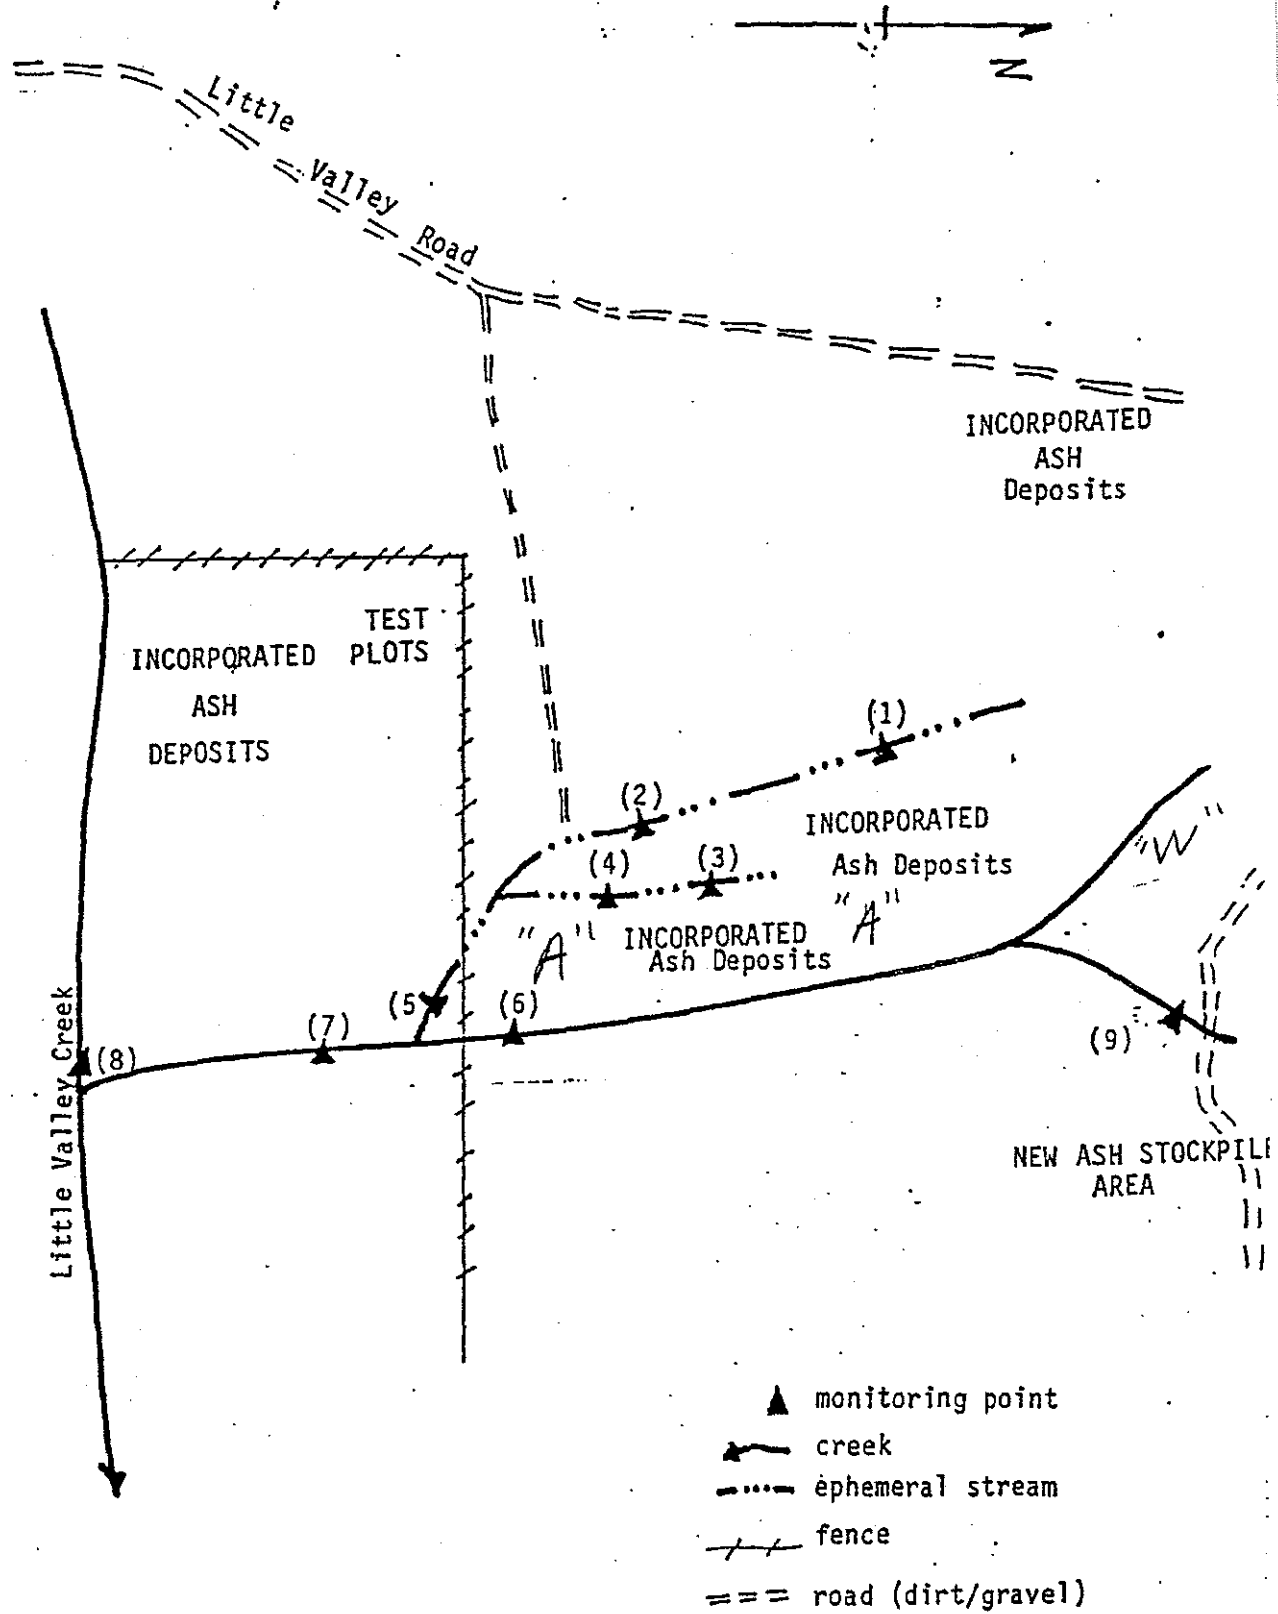 N
Little
Valley
Road
INCORPORATED
ASH
Deposits
TEST
PLOTS
INCORPORATED
ASH
DEPOSITS
(1)
(2)
INCORPORATED
Ash Deposits
"W"
(4)
(3)
"A"
"A"
INCORPORATED
Ash Deposits
(5
(6)
(7)
(8)
(9)
Little Valley Creek
NEW ASH STOCKPILE
AREA
monitoring point
creek
ephemeral stream
fence
road (dirt/gravel)